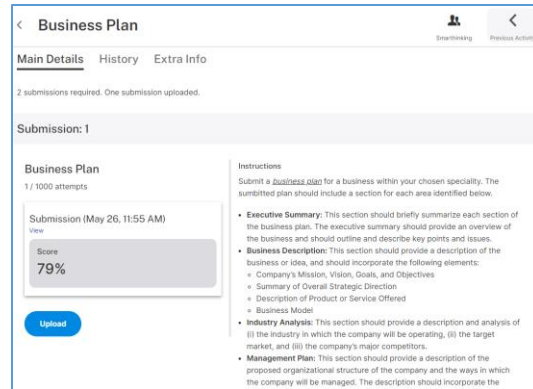 Business Plan
Smarthinking
Previous Activi
Main Details History Extra Info
2 submissions required. One submission uploaded.
Submission: 1
Business Plan
1 / 1000 attempts
Submission (May 26, 11:55 AM)
View
Score
79%
Upload
Instructions
Submit a business plan for a business within your chosen speciality. The
sumbitted plan should include a section for each area identified below.
• Executive Summary: This section should briefly summarize each section of
the business plan. The executive summary should provide an overview of
the business and should outline and describe key points and issues.
• Business Description: This section should provide a description of the
business or idea, and should incorporate the following elements:
Company's Mission, Vision, Goals, and Objectives
Summary of Overall Strategic Direction
Description of Product or Service Offered
Business Model
• Industry Analysis: This section should provide a description and analysis of
(i) the industry in which the company will be operating, (ii) the target
market, and (iii) the company's major competitors.
• Management Plan: This section should provide a description of the
proposed organizational structure of the company and the ways in which
the company will be managed. The description should incorporate the